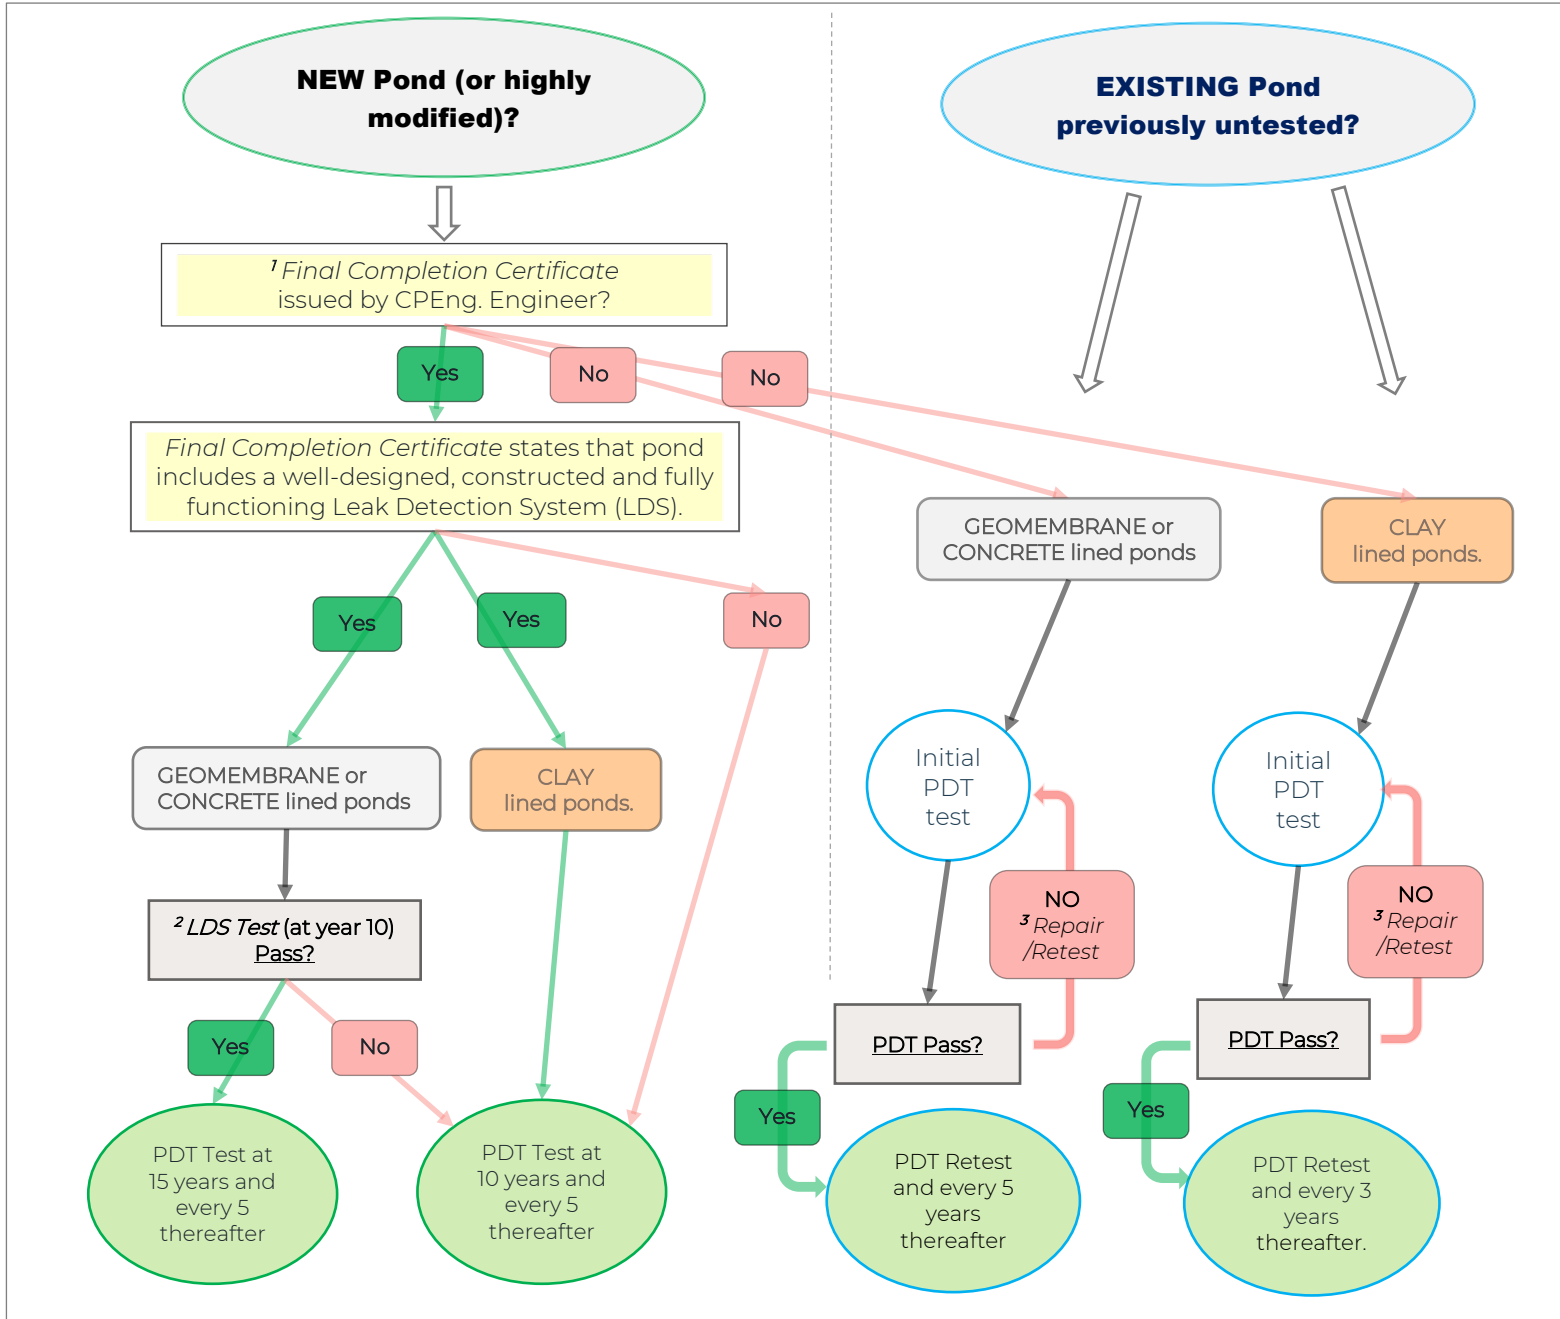 NEW Pond (or highly
modified)?
EXISTING Pond
previously untested?
¹ Final Completion Certificate
issued by CPEng. Engineer?
Yes
No
No
Final Completion Certificate states that pond
includes a well-designed, constructed and fully
functioning Leak Detection System (LDS).
GEOMEMBRANE or
CONCRETE lined ponds
CLAY
lined ponds.
Yes
Yes
No
GEOMEMBRANE or
CONCRETE lined ponds
CLAY
lined ponds.
Initial
PDT
test
Initial
PDT
test
² LDS Test (at year 10)
Pass?
NO
³ Repair
/Retest
NO
³ Repair
/Retest
Yes
No
PDT Pass?
PDT Pass?
Yes
Yes
PDT Test at
15 years and
every 5
thereafter
PDT Test at
10 years and
every 5
thereafter
PDT Retest
and every 5
years
thereafter
PDT Retest
and every 3
years
thereafter.